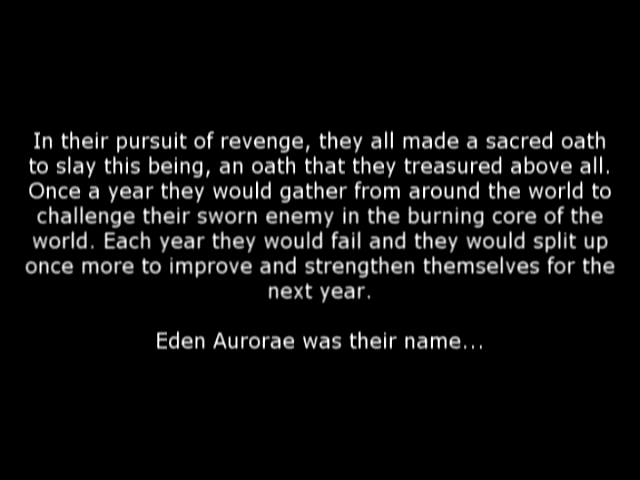 In their pursuit of revenge, they all made a sacred oath
to slay this being, an oath that they treasured above all.
Once a year they would gather from around the world to
challenge their sworn enemy in the burning core of the
world. Each year they would fail and they would split up
once more to improve and strengthen themselves for the
next year.
Eden Aurorae was their name...